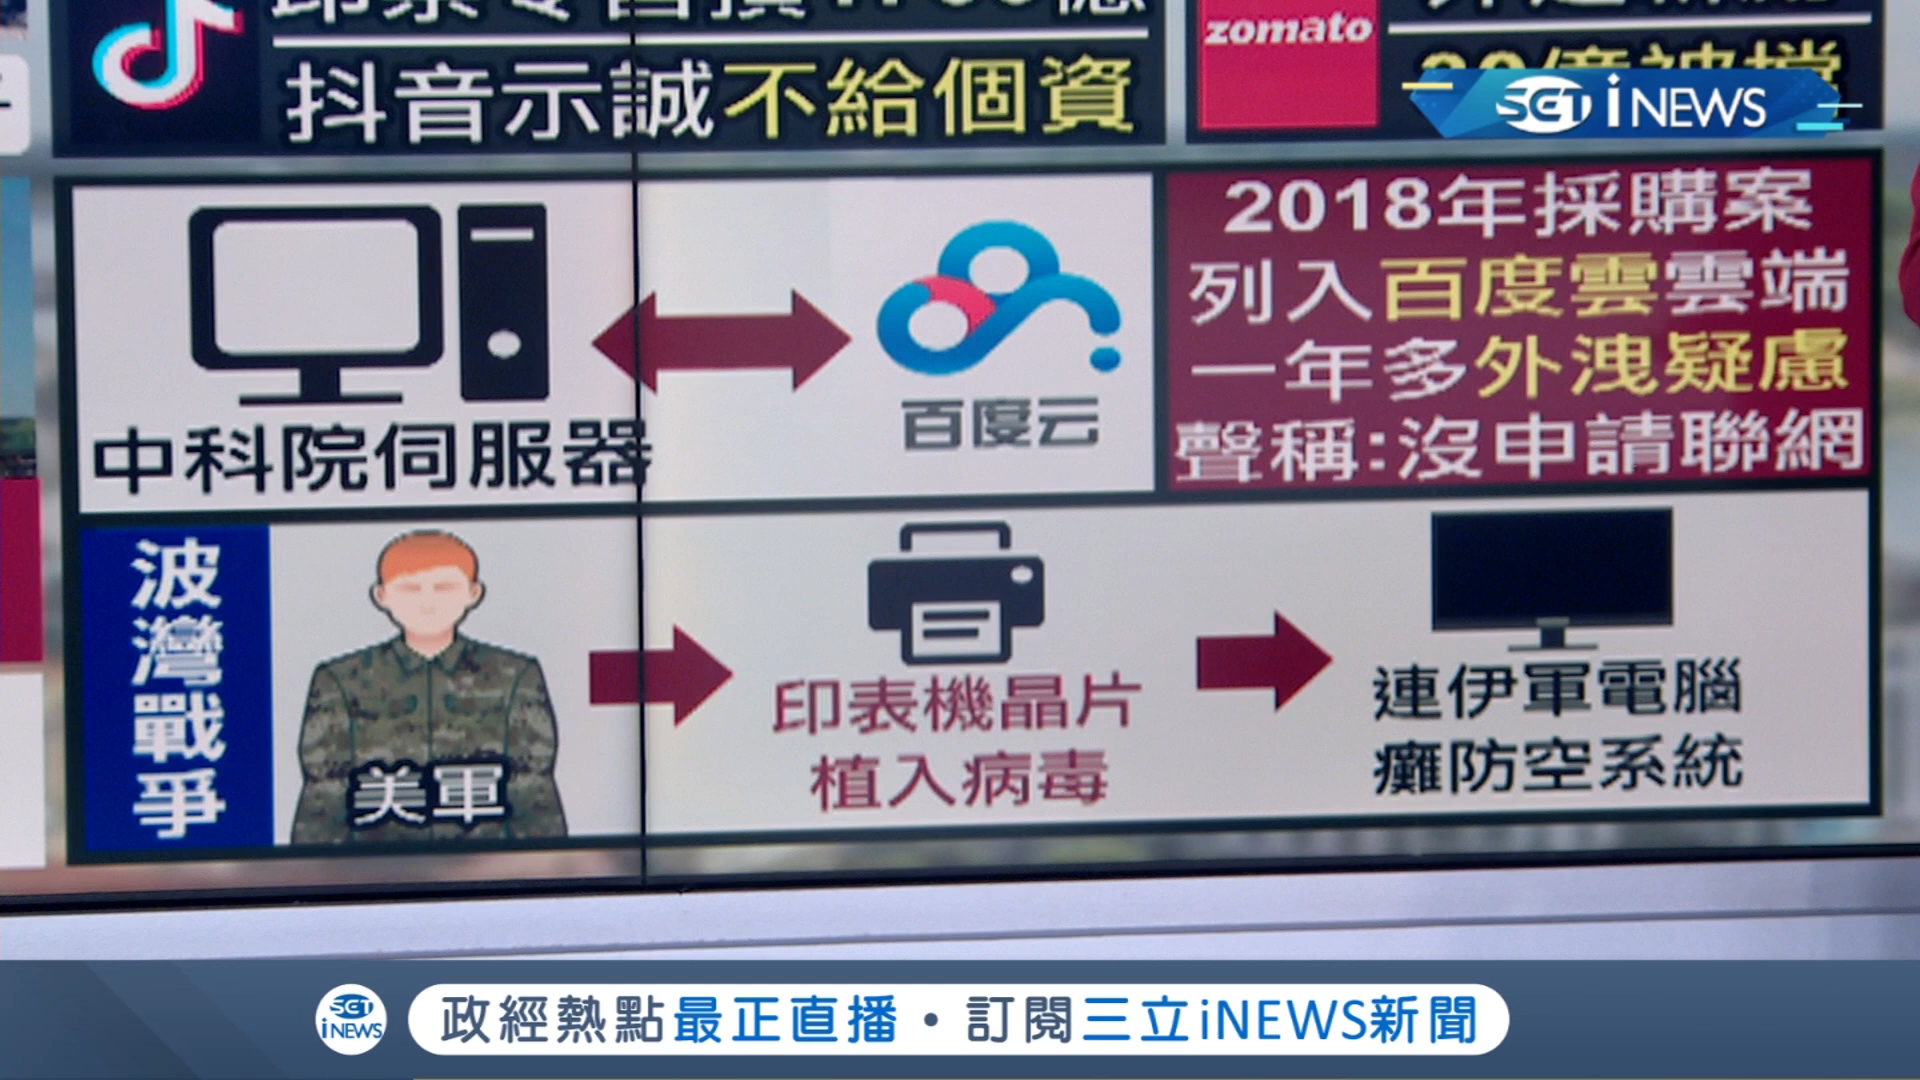 抖音示誠不給個資
zomato
SET iNEWS
2018年採購案
列入百度雲雲端
一年多外洩疑慮
聲稱:沒申請聯網
中科院伺服器
百度云
波灣戰爭
美軍
印表機晶片
植入病毒
連伊軍電腦
癱防空系統
SET iNEWS
政經熱點最正直播・訂閱三立iNEWS新聞